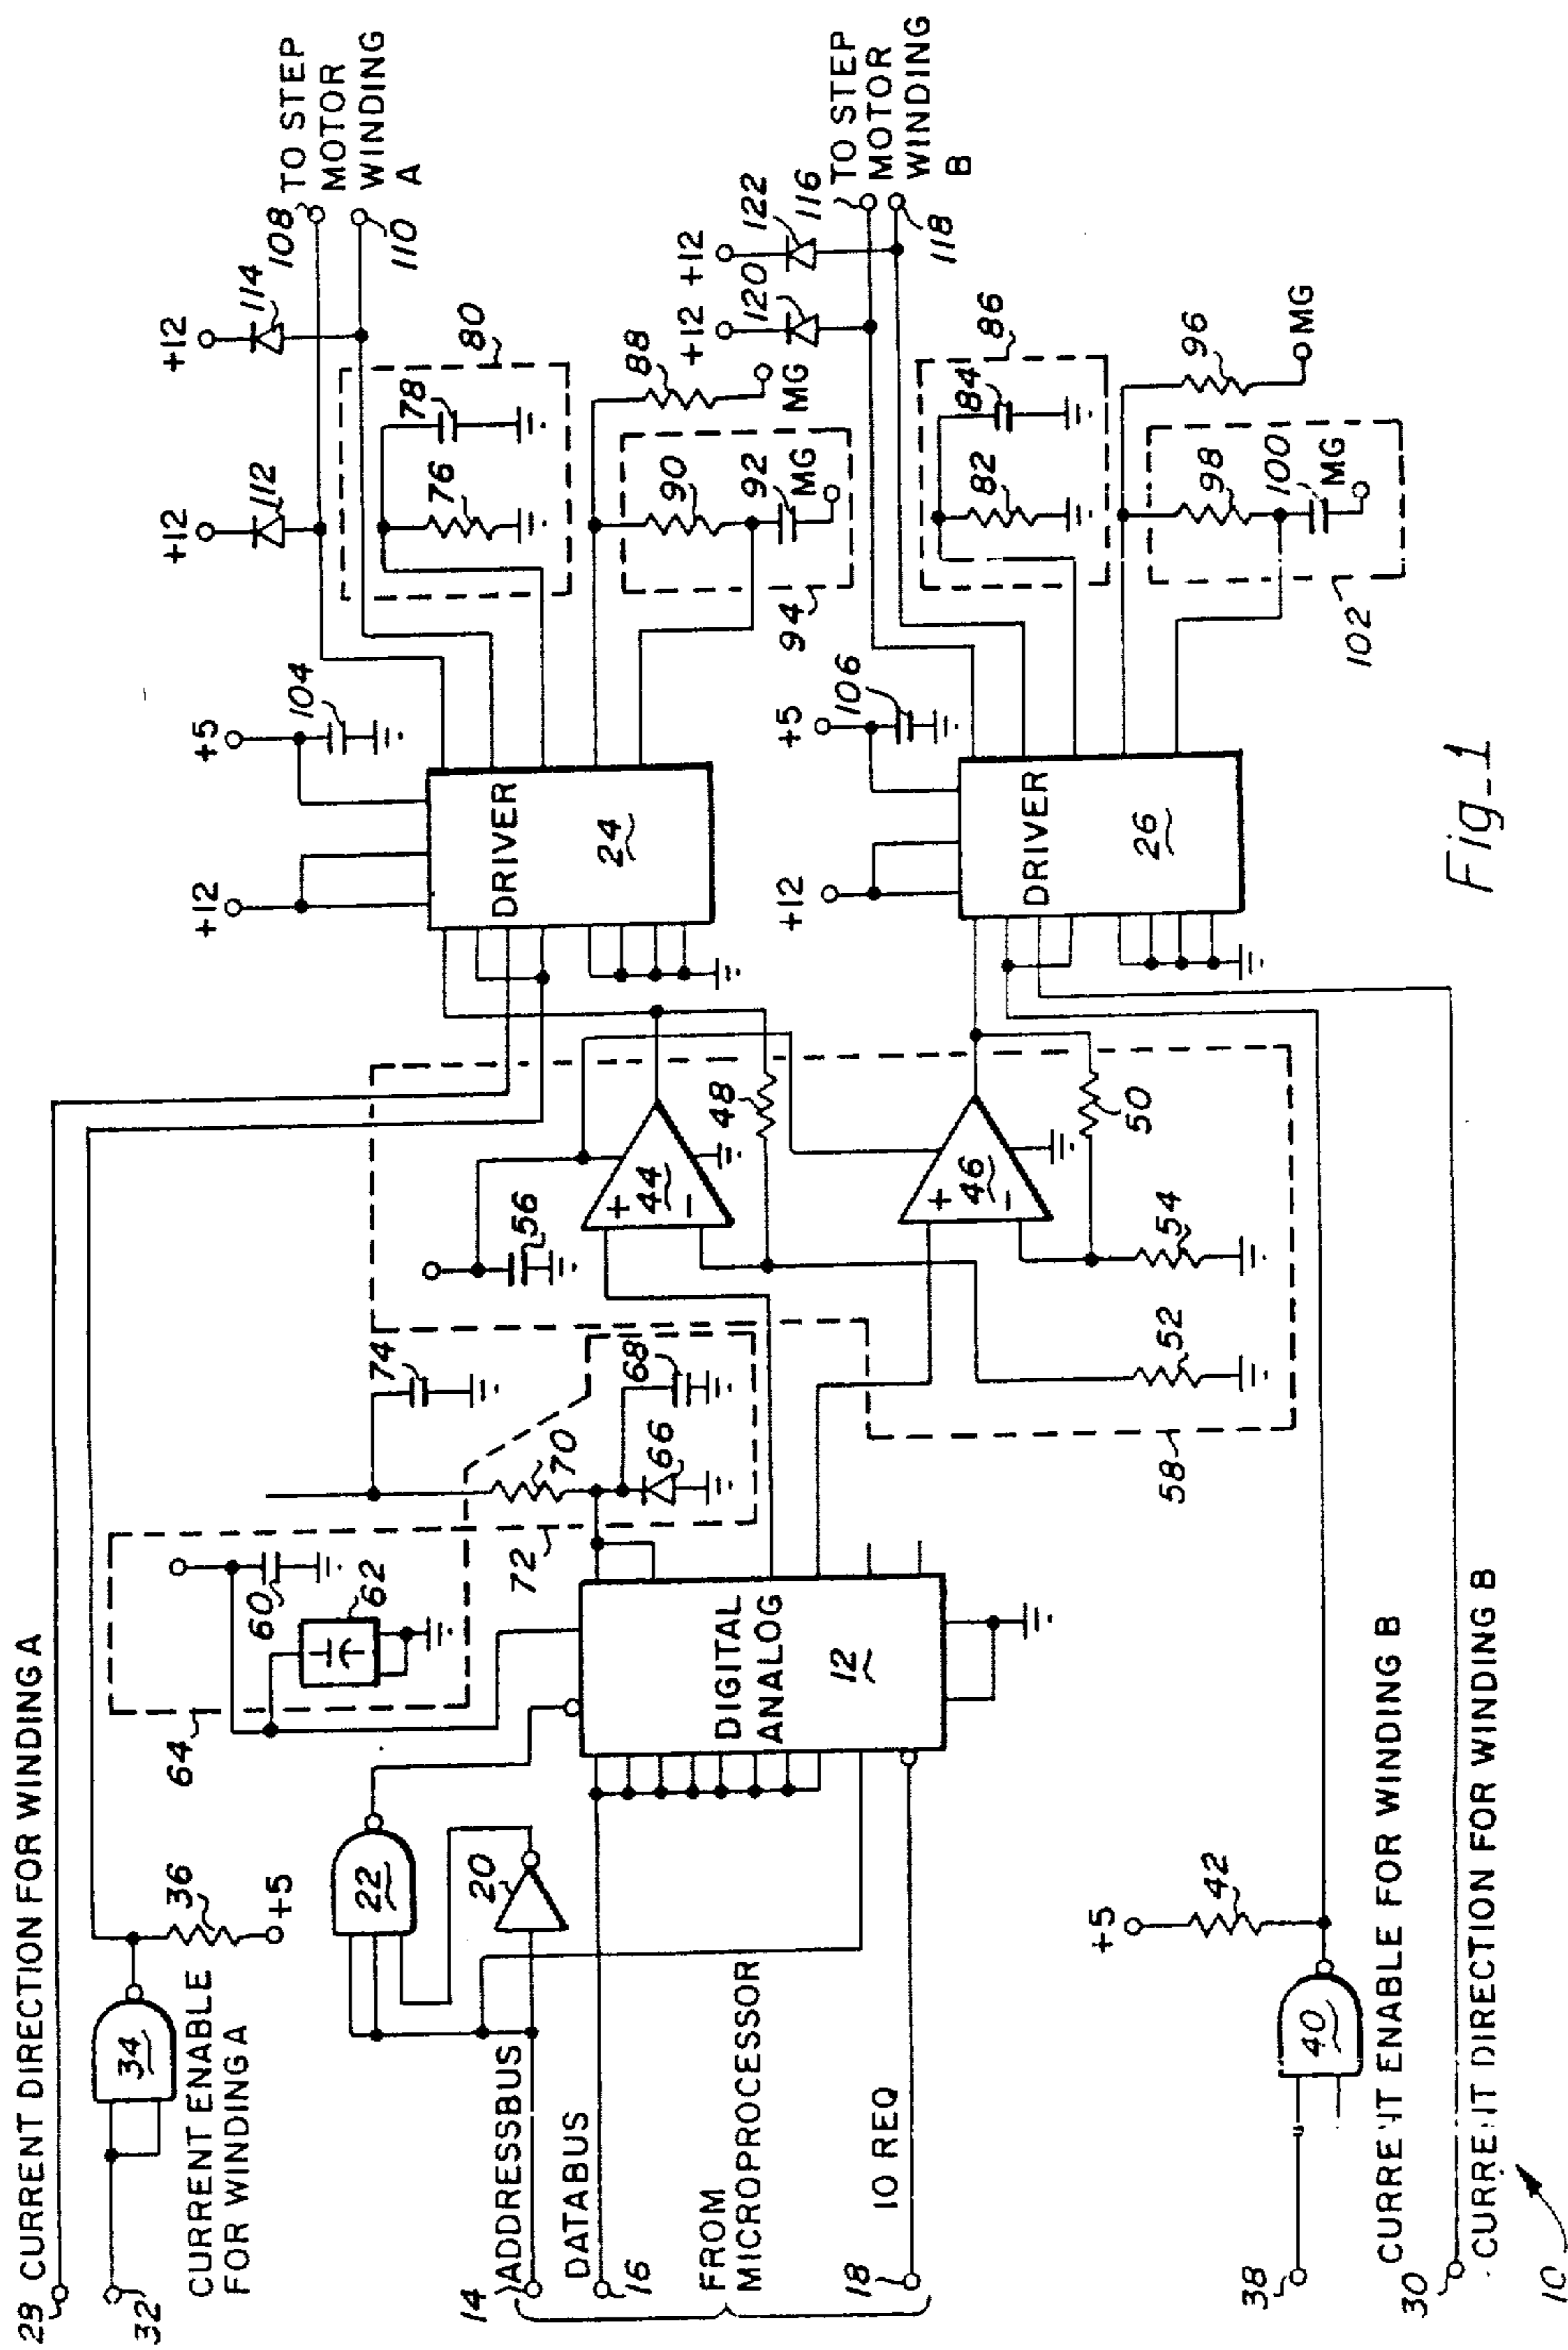 28 CURRENT DIRECTION FOR WINDING A
32
34
CURRENT ENABLE
FOR WINDING A
36
+5
14
ADDRESSBUS
16
DATABUS
FROM
MICROPROCESSOR
18
IO REQ
20
22
64
60
62
72
DIGITAL
ANALOG
12
74
70
66
68
56
+
44
−
48
+
46
−
50
52
54
58
38
40
+5
42
CURRENT ENABLE FOR WINDING B
30
CURRENT DIRECTION FOR WINDING B
10
+12
+5
104
DRIVER
24
+12
112
+12
114
108
TO STEP
MOTOR
WINDING
A
110
76
78
80
88
MG
90
92
MG
94
+12
+5
106
DRIVER
26
+12
120
+12
122
116
TO STEP
MOTOR
WINDING
B
118
82
84
86
96
MG
98
100
MG
102
Fig_1